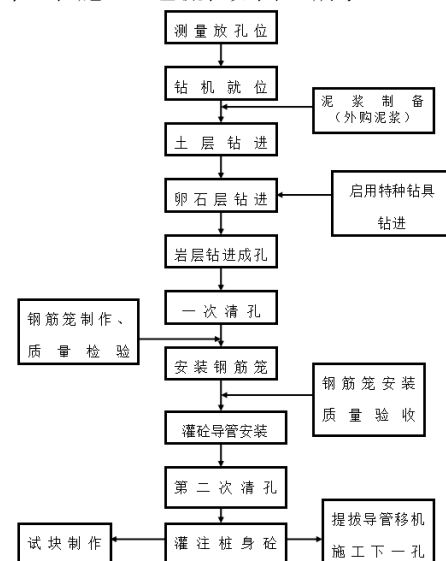 测量放孔位
钻机就位
泥浆制备
（外购泥浆）
土层钻进
卵石层钻进
启用特种钻具
钻进
岩层钻进成孔
一次清孔
钢筋笼制作、
质量检验
安装钢筋笼
钢筋笼安装
质量验收
灌砼导管安装
第二次清孔
试块制作
灌注桩身砼
提拔导管移机
施工下一孔